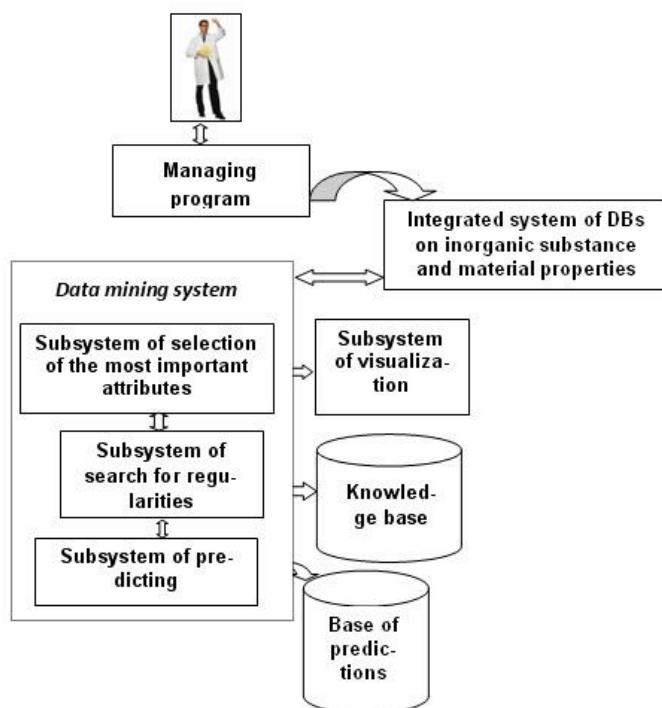 Managing
program
Integrated system of DBs
on inorganic substance
and material properties
Data mining system
Subsystem of selection
of the most important
attributes
Subsystem
of visualiza-
tion
Subsystem of
search for regu-
larities
Knowled-
ge base
Subsystem of pre-
dicting
Base of
predic-
tions